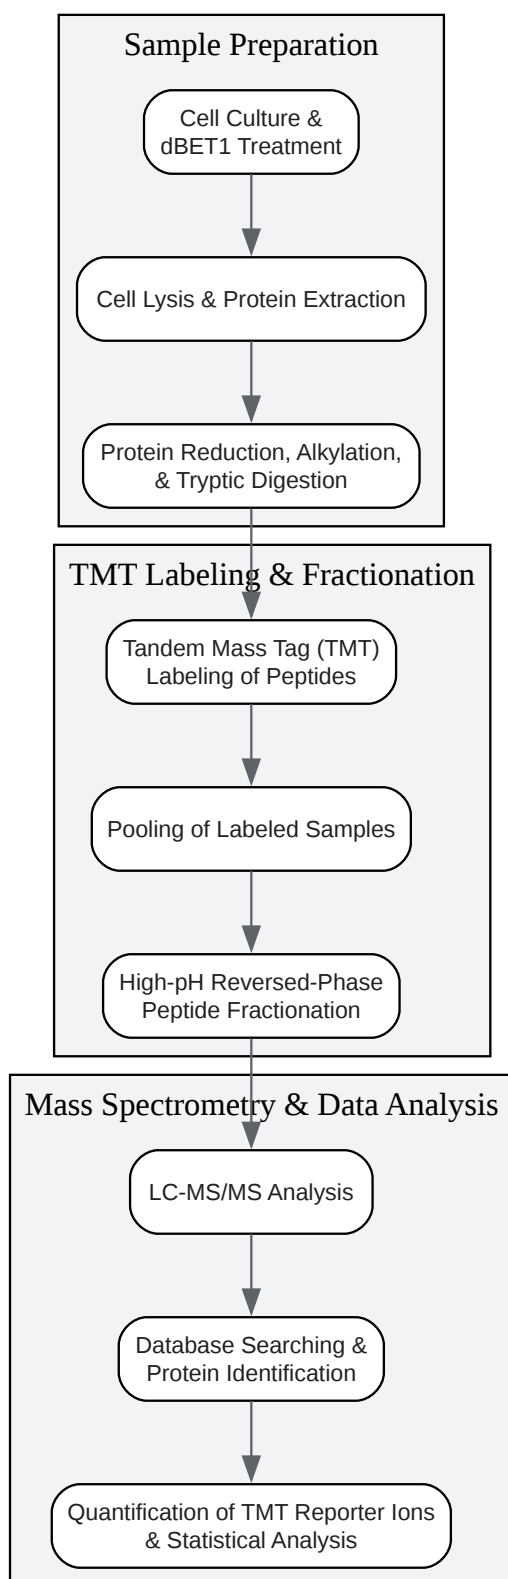 Sample Preparation
Cell Culture &
dBET1 Treatment
Cell Lysis & Protein Extraction
Protein Reduction, Alkylation,
& Tryptic Digestion
TMT Labeling & Fractionation
Tandem Mass Tag (TMT)
Labeling of Peptides
Pooling of Labeled Samples
High-pH Reversed-Phase
Peptide Fractionation
Mass Spectrometry & Data Analysis
LC-MS/MS Analysis
Database Searching &
Protein Identification
Quantification of TMT Reporter Ions
& Statistical Analysis